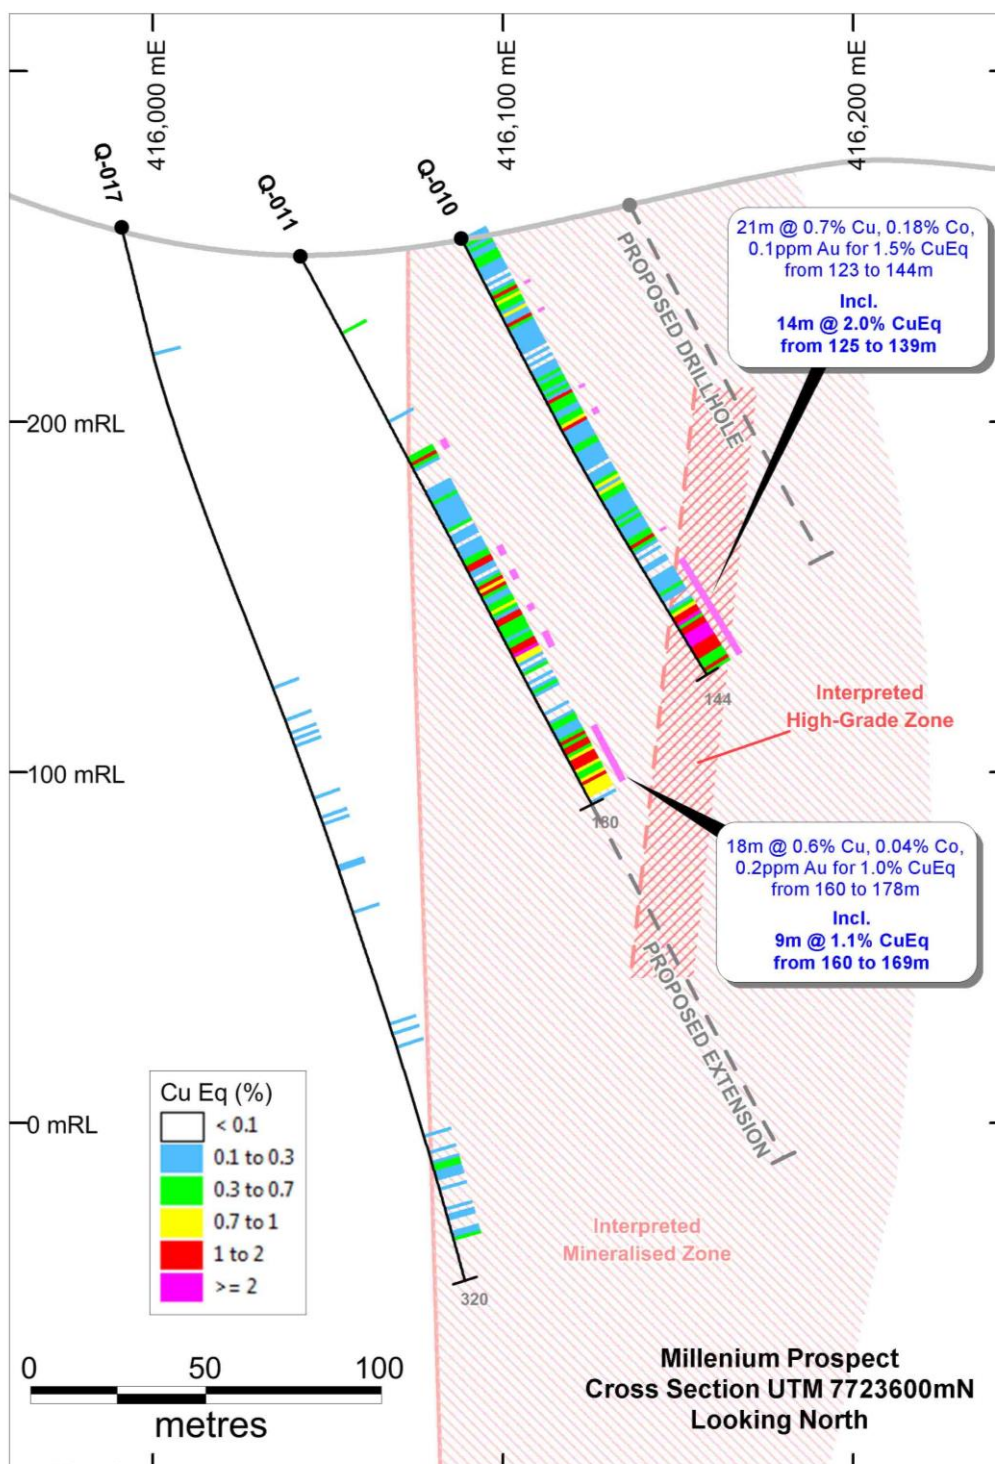 416,000 mE
416,100 mE
416,200 mE
Q-017
Q-011
Q-010
PROPOSED DRILLHOLE
21m @ 0.7% Cu, 0.18% Co,
0.1ppm Au for 1.5% CuEq
from 123 to 144m
Incl.
14m @ 2.0% CuEq
from 125 to 139m
200 mRL
144
Interpreted
High-Grade Zone
100 mRL
180
18m @ 0.6% Cu, 0.04% Co,
0.2ppm Au for 1.0% CuEq
from 160 to 178m
Incl.
9m @ 1.1% CuEq
from 160 to 169m
PROPOSED EXTENSION
0 mRL
Cu Eq (%)
< 0.1
0.1 to 0.3
0.3 to 0.7
0.7 to 1
1 to 2
>= 2
Interpreted
Mineralised Zone
320
0 50 100
metres
Millenium Prospect
Cross Section UTM 7723600mN
Looking North